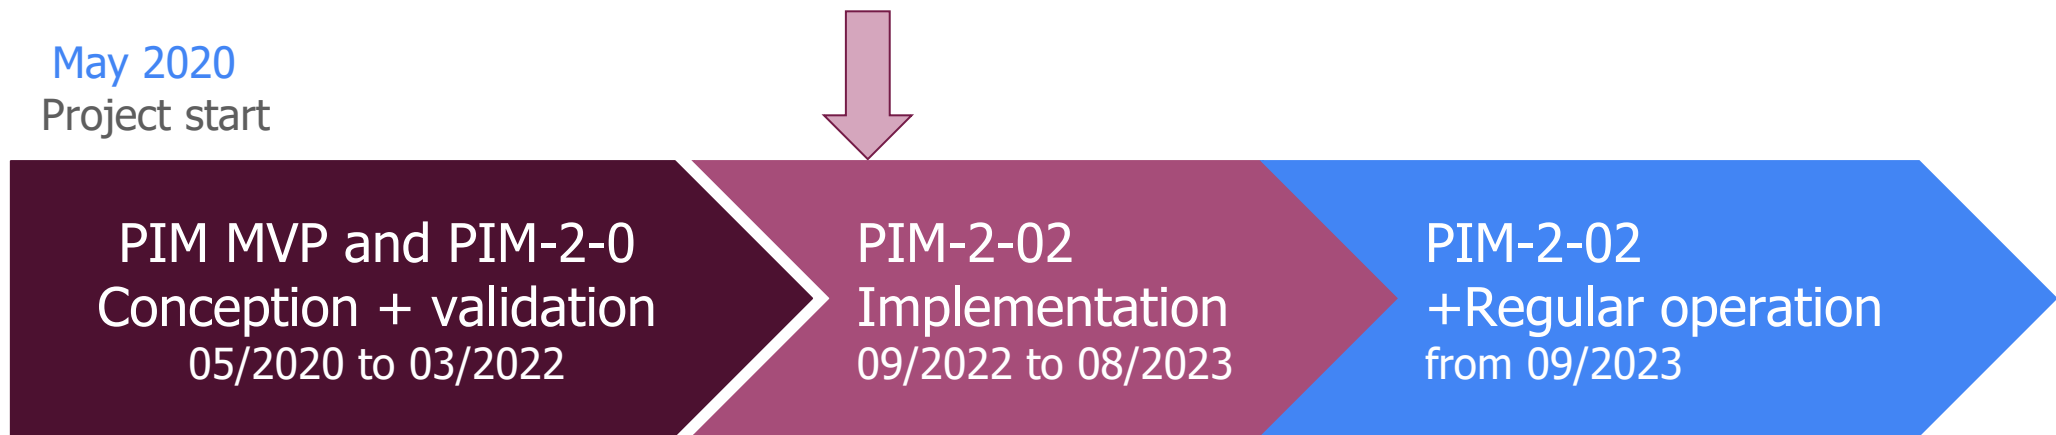 May 2020
Project start
PIM MVP and PIM-2-0
Conception + validation
05/2020 to 03/2022
PIM-2-02
Implementation
09/2022 to 08/2023
PIM-2-02
+Regular operation
from 09/2023